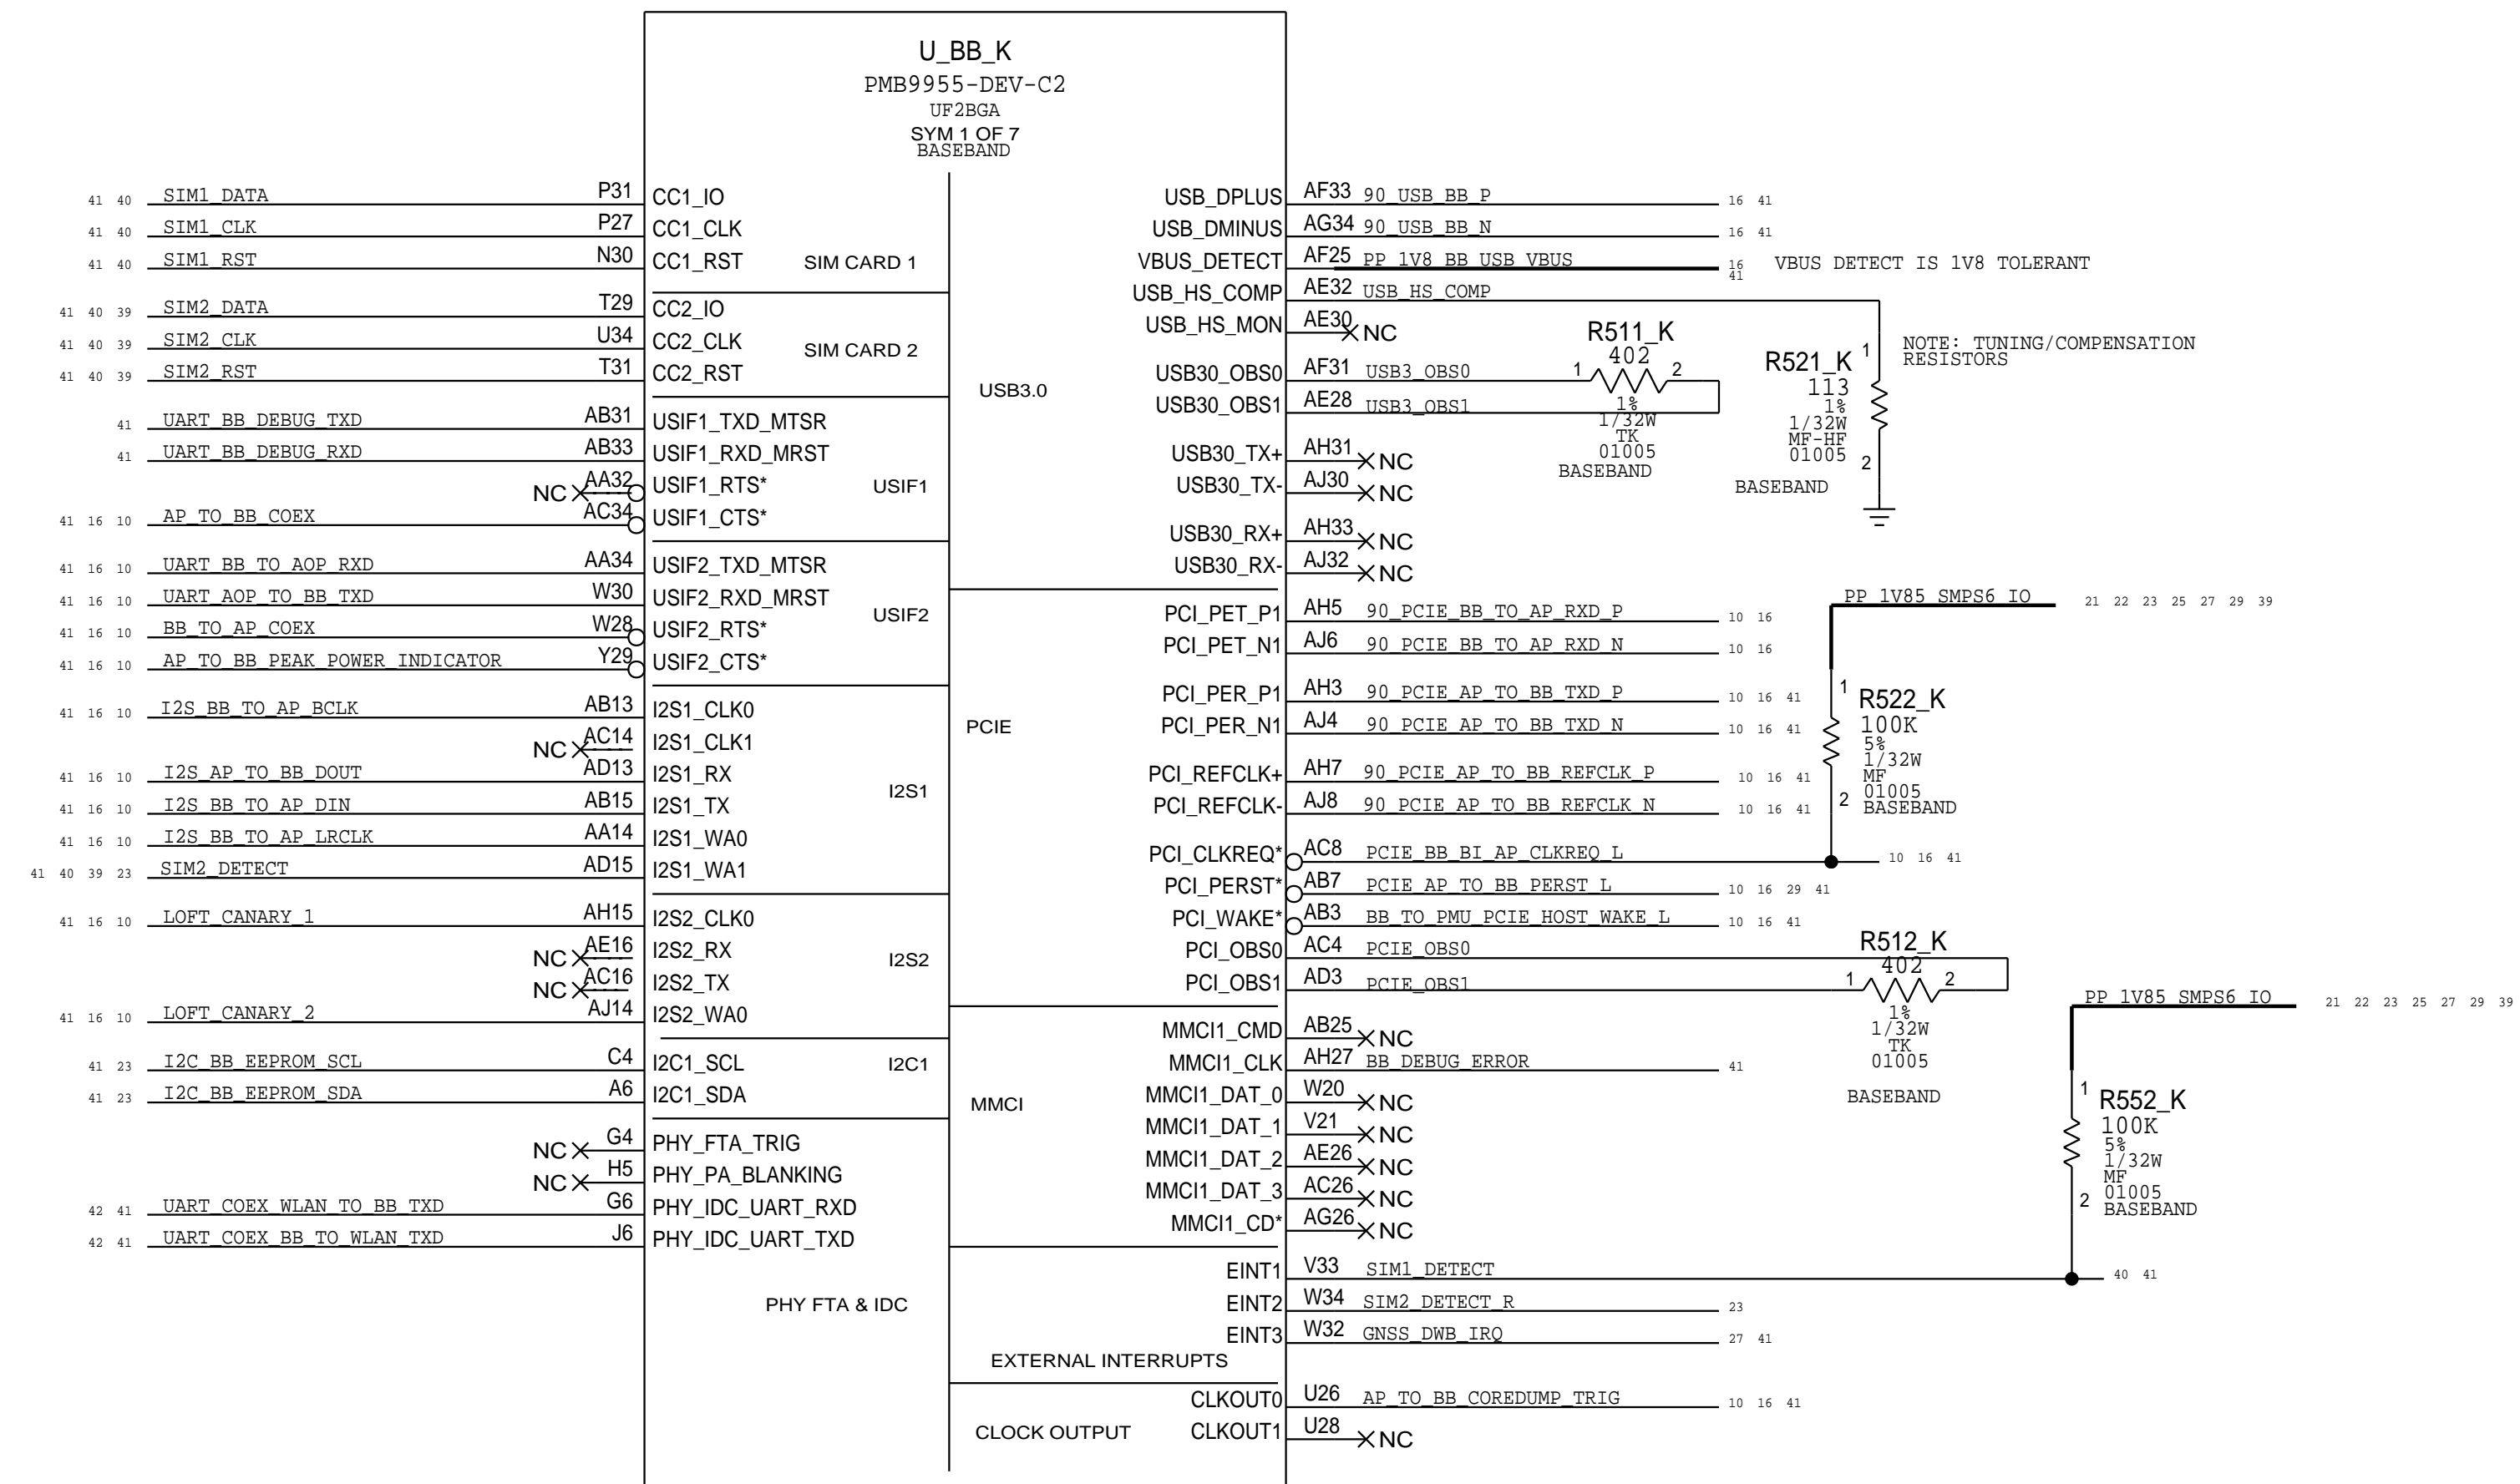 U_BB_K
PMB9955-DEV-C2
UF2BGA
SYM 1 OF 7
BASEBAND
41 40 SIM1_DATA P31 CC1_IO
41 40 SIM1_CLK P27 CC1_CLK
41 40 SIM1_RST N30 CC1_RST
SIM CARD 1
41 40 39 SIM2_DATA T29 CC2_IO
41 40 39 SIM2_CLK U34 CC2_CLK
41 40 39 SIM2_RST T31 CC2_RST
SIM CARD 2
41 UART_BB_DEBUG_TXD AB31 USIF1_TXD_MTSR
41 UART_BB_DEBUG_RXD AB33 USIF1_RXD_MRST
NC AA32 USIF1_RTS*
41 16 10 AP_TO_BB_COEX AC34 USIF1_CTS*
USIF1
41 16 10 UART_BB_TO_AOP_RXD AA34 USIF2_TXD_MTSR
41 16 10 UART_AOP_TO_BB_TXD W30 USIF2_RXD_MRST
41 16 10 BB_TO_AP_COEX W28 USIF2_RTS*
41 16 10 AP_TO_BB_PEAK_POWER_INDICATOR Y29 USIF2_CTS*
USIF2
41 16 10 I2S_BB_TO_AP_BCLK AB13 I2S1_CLK0
NC AC14 I2S1_CLK1
41 16 10 I2S_AP_TO_BB_DOUT AD13 I2S1_RX
41 16 10 I2S_BB_TO_AP_DIN AB15 I2S1_TX
41 16 10 I2S_BB_TO_AP_LRCLK AA14 I2S1_WA0
41 40 39 23 SIM2_DETECT AD15 I2S1_WA1
I2S1
41 16 10 LOFT_CANARY_1 AH15 I2S2_CLK0
NC AE16 I2S2_RX
NC AC16 I2S2_TX
41 16 10 LOFT_CANARY_2 AJ14 I2S2_WA0
I2S2
41 23 I2C_BB_EEPROM_SCL C4 I2C1_SCL
41 23 I2C_BB_EEPROM_SDA A6 I2C1_SDA
I2C1
NC G4 PHY_FTA_TRIG
NC H5 PHY_PA_BLANKING
42 41 UART_COEX_WLAN_TO_BB_TXD G6 PHY_IDC_UART_RXD
42 41 UART_COEX_BB_TO_WLAN_TXD J6 PHY_IDC_UART_TXD
PHY FTA & IDC
USB_DPLUS AF33 90_USB_BB_P 16 41
USB_DMINUS AG34 90_USB_BB_N 16 41
VBUS_DETECT AF25 PP_1V8_BB_USB_VBUS 16 41 VBUS DETECT IS 1V8 TOLERANT
USB_HS_COMP AE32 USB_HS_COMP
USB_HS_MON AE30 NC
USB30_OBS0 AF31 USB3_OBS0
USB30_OBS1 AE28 USB3_OBS1
USB30_TX+ AH31 NC
USB30_TX- AJ30 NC
USB30_RX+ AH33 NC
USB30_RX- AJ32 NC
USB3.0
R511_K
402
1 2
1%
1/32W
TK
01005
BASEBAND
R521_K
1
113
1%
1/32W
MF-HF
01005
2
BASEBAND
NOTE: TUNING/COMPENSATION
RESISTORS
PCI_PET_P1 AH5 90_PCIE_BB_TO_AP_RXD_P 10 16
PCI_PET_N1 AJ6 90_PCIE_BB_TO_AP_RXD_N 10 16
PCI_PER_P1 AH3 90_PCIE_AP_TO_BB_TXD_P 10 16 41
PCI_PER_N1 AJ4 90_PCIE_AP_TO_BB_TXD_N 10 16 41
PCI_REFCLK+ AH7 90_PCIE_AP_TO_BB_REFCLK_P 10 16 41
PCI_REFCLK- AJ8 90_PCIE_AP_TO_BB_REFCLK_N 10 16 41
PCI_CLKREQ* AC8 PCIE_BB_BI_AP_CLKREQ_L 10 16 41
PCI_PERST* AB7 PCIE_AP_TO_BB_PERST_L 10 16 29 41
PCI_WAKE* AB3 BB_TO_PMU_PCIE_HOST_WAKE_L 10 16 41
PCI_OBS0 AC4 PCIE_OBS0
PCI_OBS1 AD3 PCIE_OBS1
PCIE
PP_1V85_SMPS6_IO 21 22 23 25 27 29 39
1
R522_K
100K
5%
1/32W
MF
01005
2 BASEBAND
R512_K
402
1 2
1%
1/32W
TK
01005
BASEBAND
MMCI1_CMD AB25 NC
MMCI1_CLK AH27 BB_DEBUG_ERROR 41
MMCI1_DAT_0 W20 NC
MMCI1_DAT_1 V21 NC
MMCI1_DAT_2 AE26 NC
MMCI1_DAT_3 AC26 NC
MMCI1_CD* AG26 NC
MMCI
PP_1V85_SMPS6_IO 21 22 23 25 27 29 39
1
R552_K
100K
5%
1/32W
MF
01005
2 BASEBAND
EINT1 V33 SIM1_DETECT 40 41
EINT2 W34 SIM2_DETECT_R 23
EINT3 W32 GNSS_DWB_IRQ 27 41
EXTERNAL INTERRUPTS
CLKOUT0 U26 AP_TO_BB_COREDUMP_TRIG 10 16 41
CLKOUT1 U28 NC
CLOCK OUTPUT